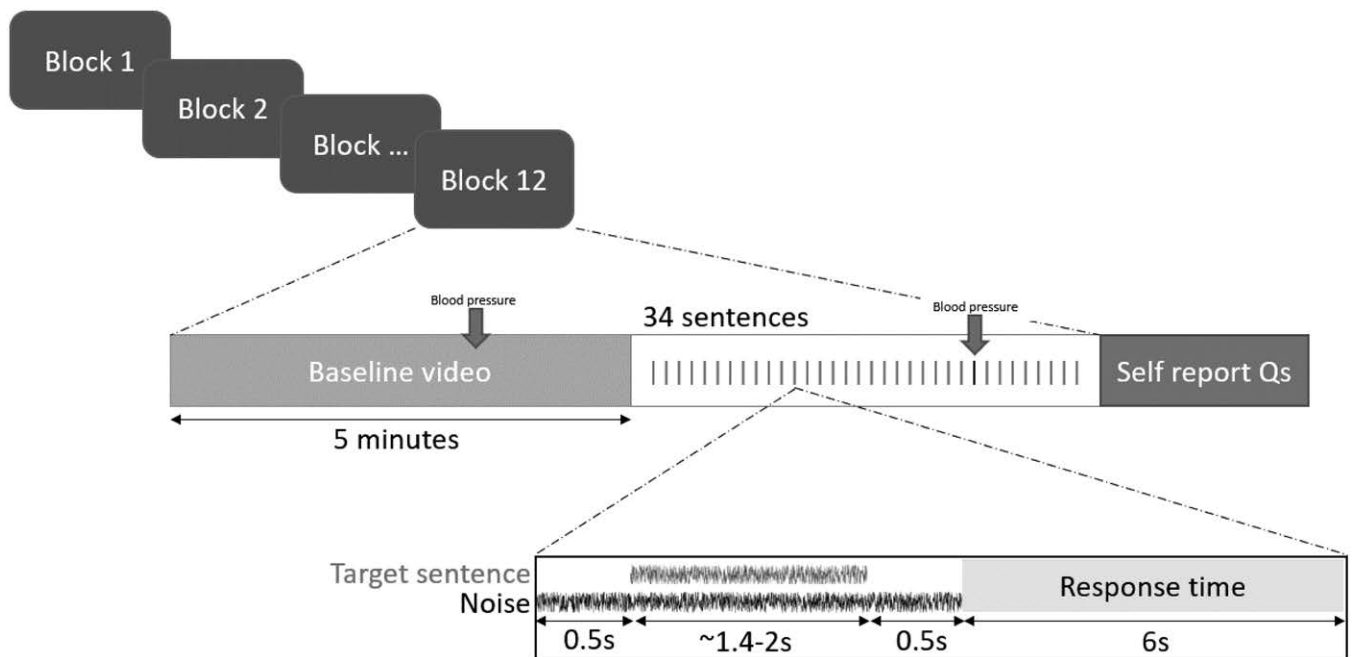 Block 1
Block 2
Block ...
Block 12
Blood pressure
34 sentences
Blood pressure
Baseline video
Self report Qs
5 minutes
Target sentence
Noise
Response time
0.5s
~1.4-2s
0.5s
6s